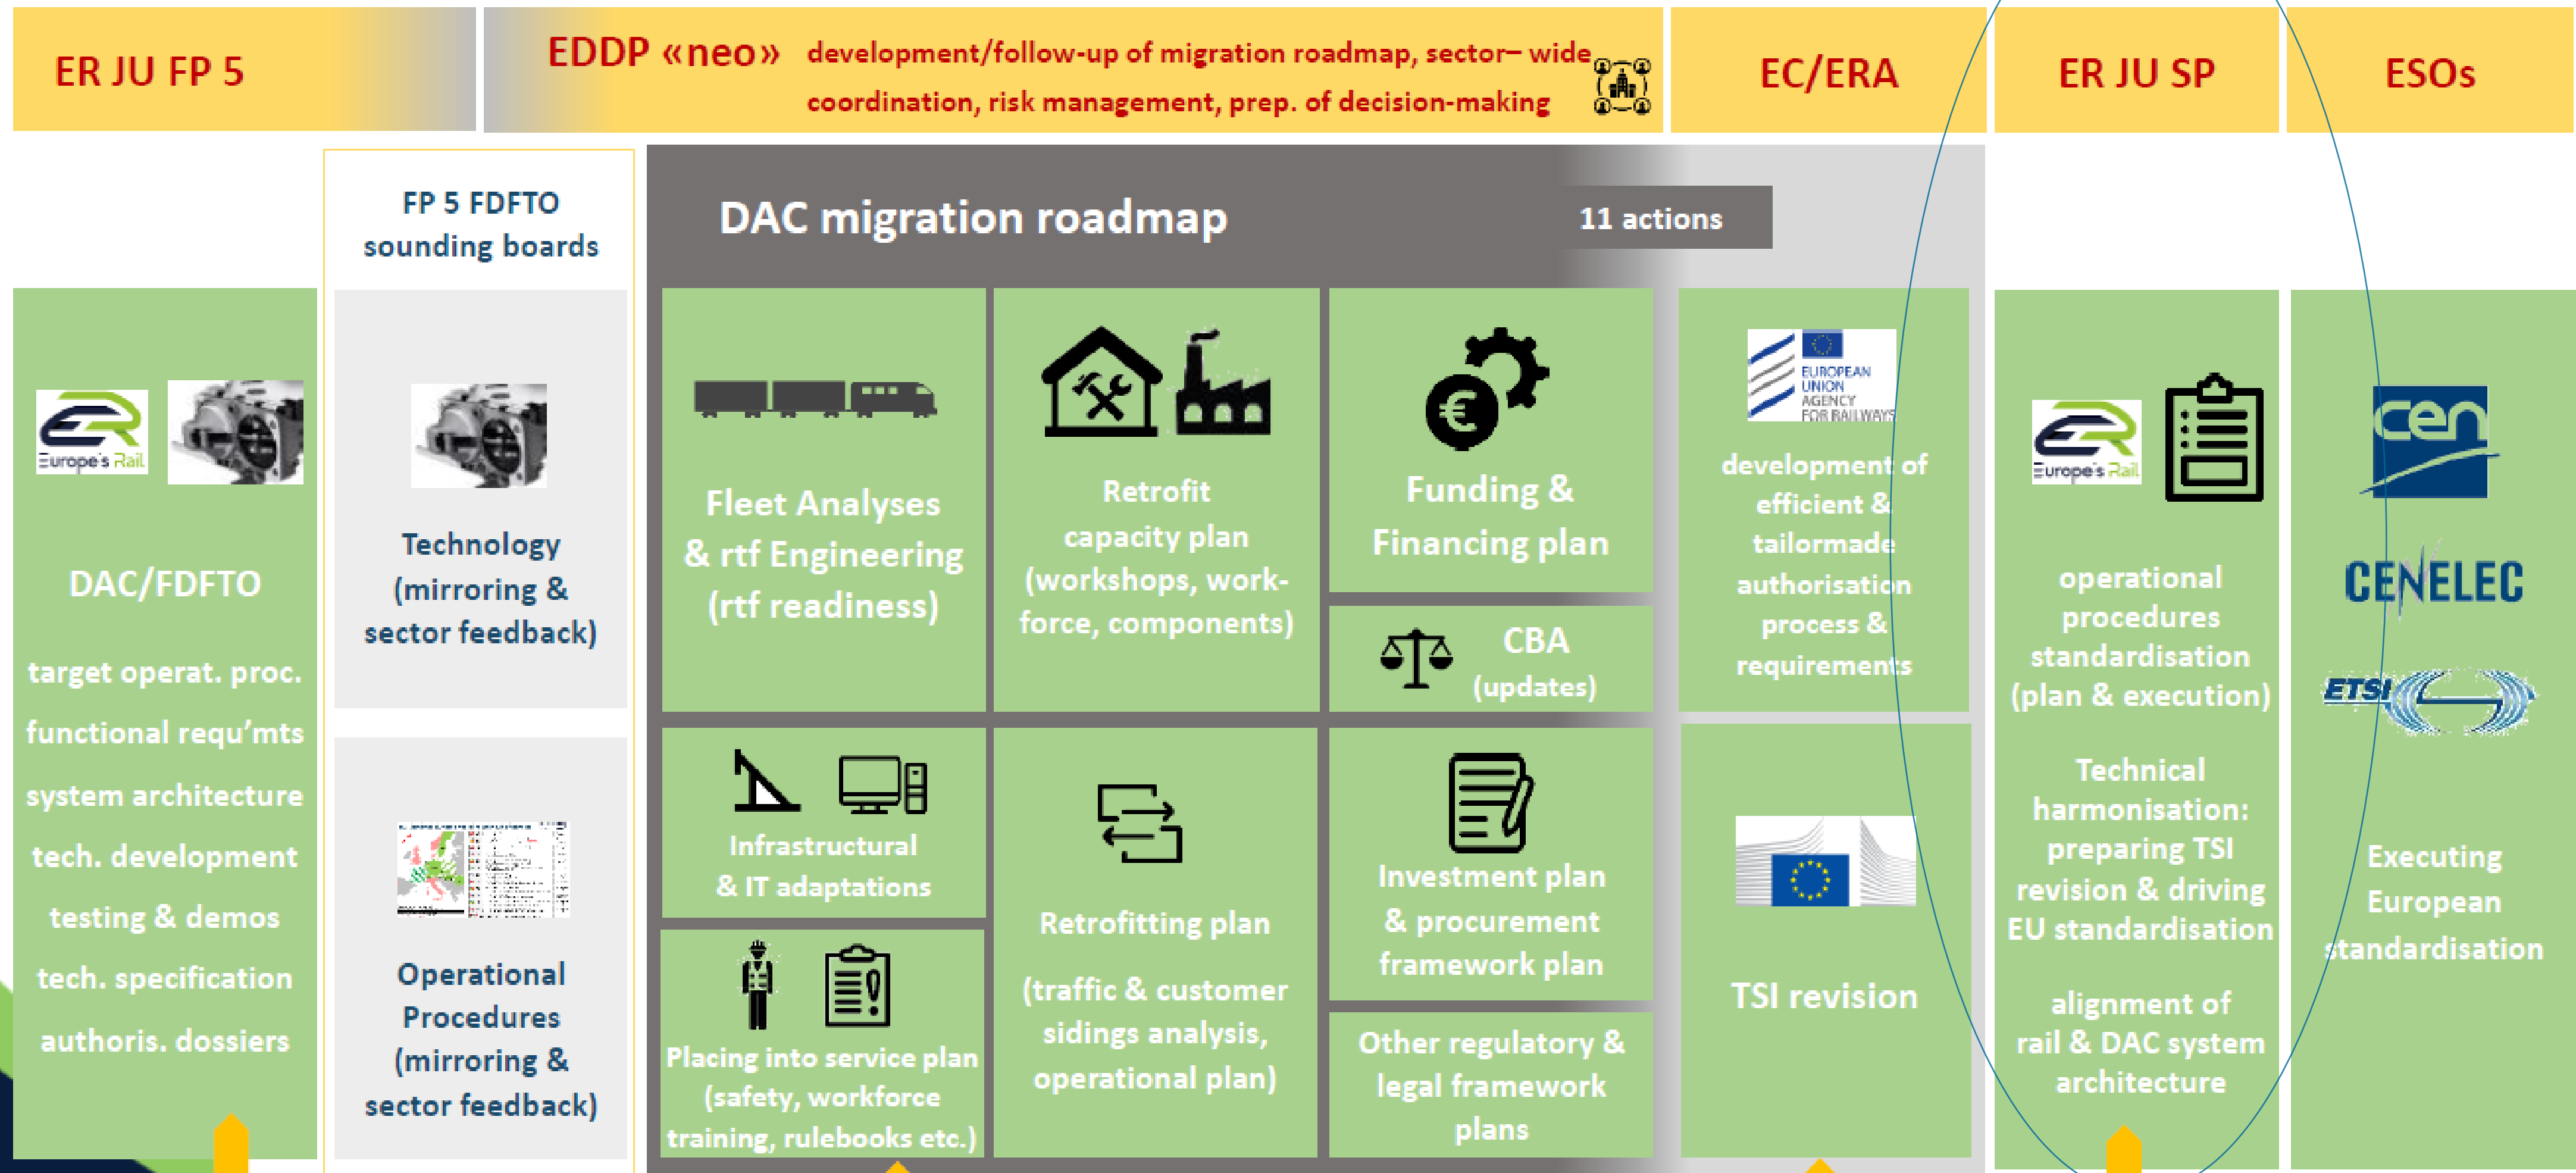 ER JU FP 5
EDDP «neo»
development/follow-up of migration roadmap, sector– wide
coordination, risk management, prep. of decision-making
EC/ERA
ER JU SP
ESOs
FP 5 FDFTO
sounding boards
DAC migration roadmap
11 actions
Europe's Rail
DAC/FDFTO
target operat. proc.
functional requ'mts
system architecture
tech. development
testing & demos
tech. specification
authoris. dossiers
Technology
(mirroring &
sector feedback)
Operational
Procedures
(mirroring &
sector feedback)
Fleet Analyses
& rtf Engineering
(rtf readiness)
Retrofit
capacity plan
(workshops, work-
force, components)
Funding &
Financing plan
CBA
(updates)
Infrastructural
& IT adaptations
Placing into service plan
(safety, workforce
training, rulebooks etc.)
Retrofitting plan
(traffic & customer
sidings analysis,
operational plan)
Investment plan
& procurement
framework plan
Other regulatory &
legal framework
plans
EUROPEAN
UNION
AGENCY
FOR RAILWAYS
development of
efficient &
tailormade
authorisation
process &
requirements
TSI revision
Europe's Rail
operational
procedures
standardisation
(plan & execution)
Technical
harmonisation:
preparing TSI
revision & driving
EU standardisation
alignment of
rail & DAC system
architecture
cen
CENELEC
ETSI
Executing
European
standardisation